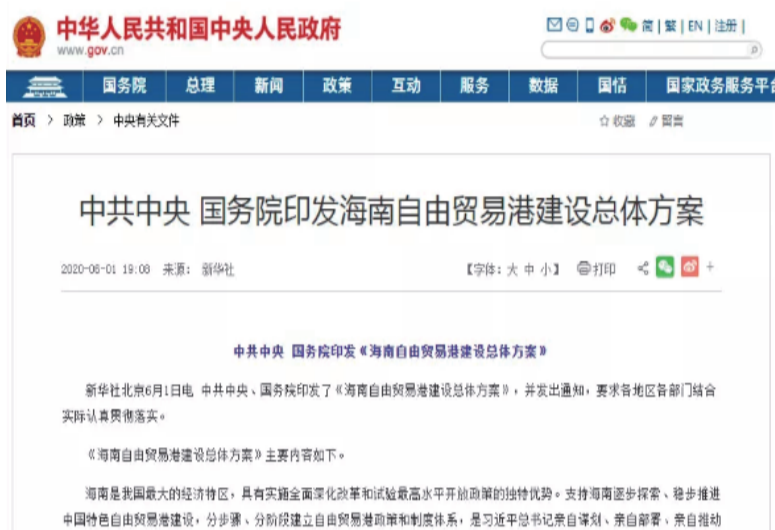 中华人民共和国中央人民政府
www.gov.cn
简 | 繁 | EN | 注册 |
国务院 总理 新闻 政策 互动 服务 数据 国情 国家政务服务平台
首页 > 政策 > 中央有关文件
☆ 收藏 留言
中共中央 国务院印发海南自由贸易港建设总体方案
2020-06-01 19:08 来源: 新华社 【字体: 大 中 小】 打印 +
中共中央 国务院印发《海南自由贸易港建设总体方案》
新华社北京6月1日电 中共中央、国务院印发了《海南自由贸易港建设总体方案》,并发出通知,要求各地区各部门结合
实际认真贯彻落实。
《海南自由贸易港建设总体方案》主要内容如下。
海南是我国最大的经济特区,具有实施全面深化改革和试验最高水平开放政策的独特优势。支持海南逐步探索、稳步推进
中国特色自由贸易港建设,分步骤、分阶段建立自由贸易港政策和制度体系,是习近平总书记亲自谋划、亲自部署、亲自推动